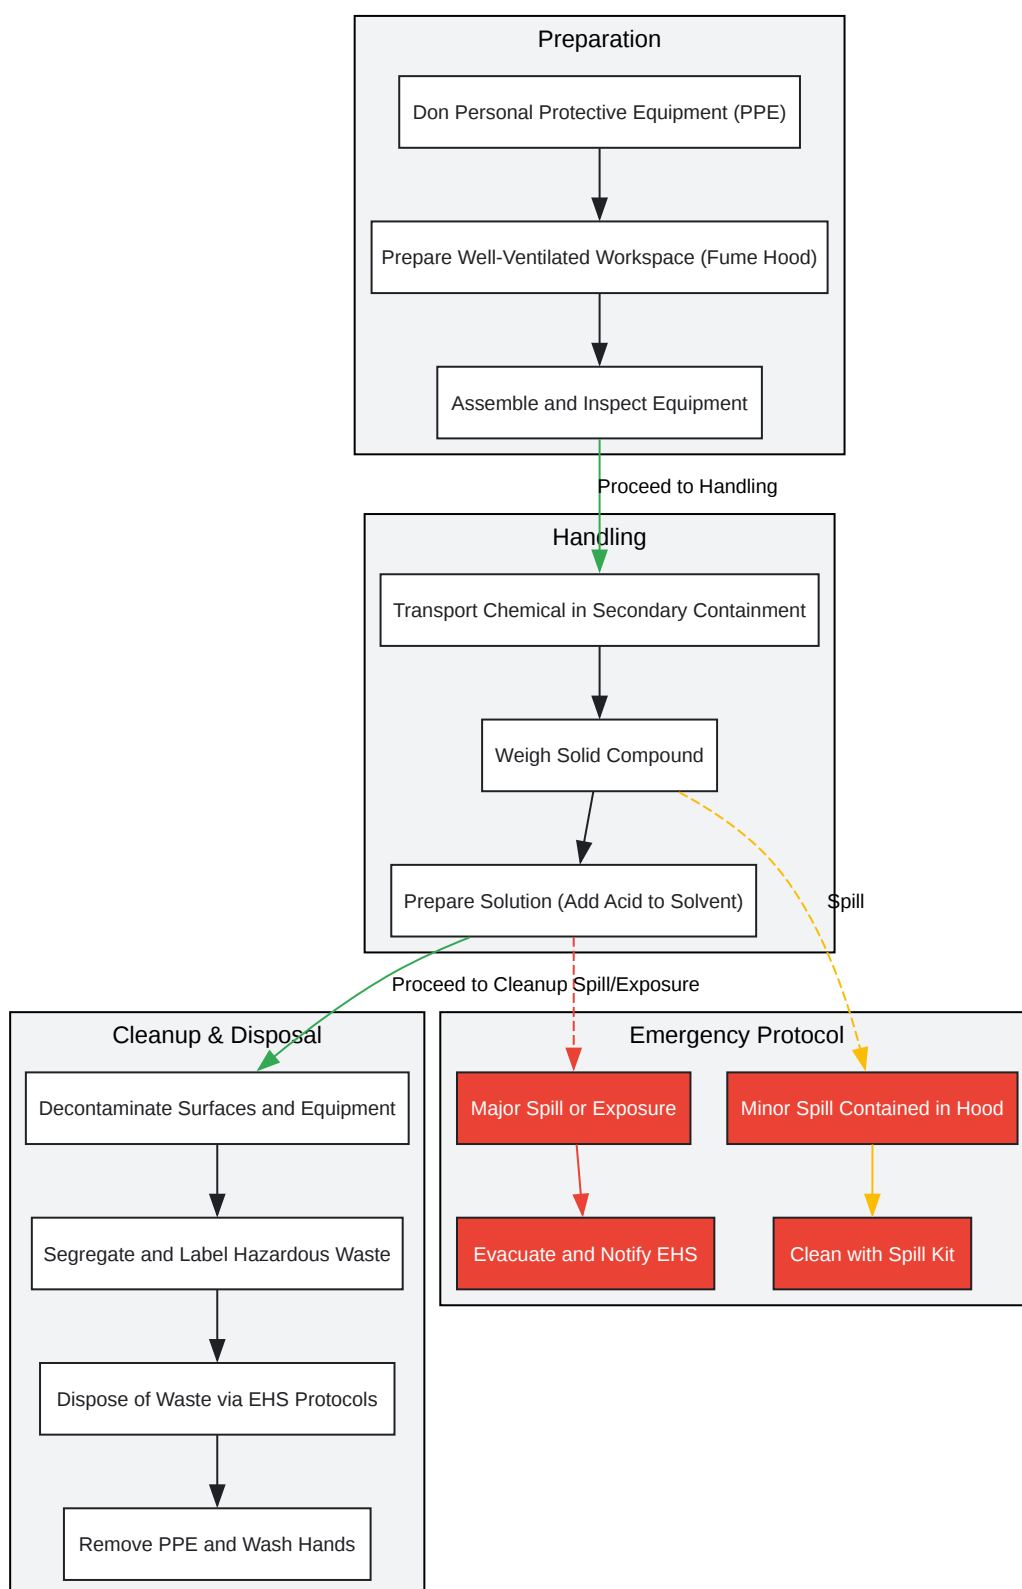 Preparation
Don Personal Protective Equipment (PPE)
Prepare Well-Ventilated Workspace (Fume Hood)
Assemble and Inspect Equipment
Proceed to Handling
Handling
Transport Chemical in Secondary Containment
Weigh Solid Compound
Prepare Solution (Add Acid to Solvent)
Spill
Proceed to Cleanup
Spill/Exposure
Cleanup & Disposal
Decontaminate Surfaces and Equipment
Segregate and Label Hazardous Waste
Dispose of Waste via EHS Protocols
Remove PPE and Wash Hands
Emergency Protocol
Major Spill or Exposure
Minor Spill Contained in Hood
Evacuate and Notify EHS
Clean with Spill Kit